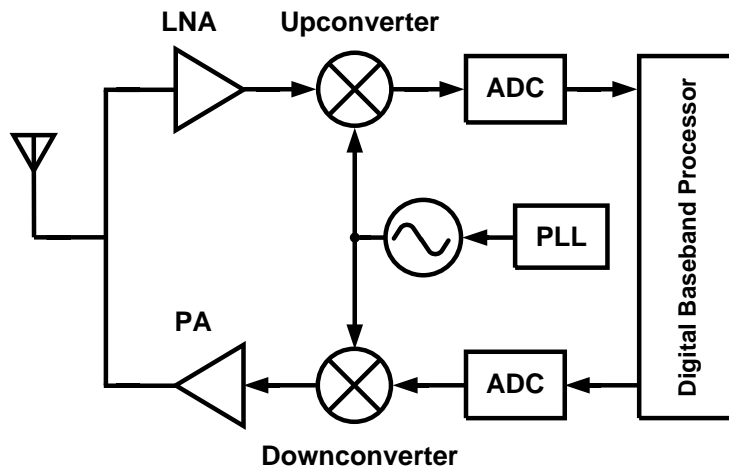 LNA
Upconverter
ADC
Digital Baseband Processor
PLL
PA
ADC
Downconverter